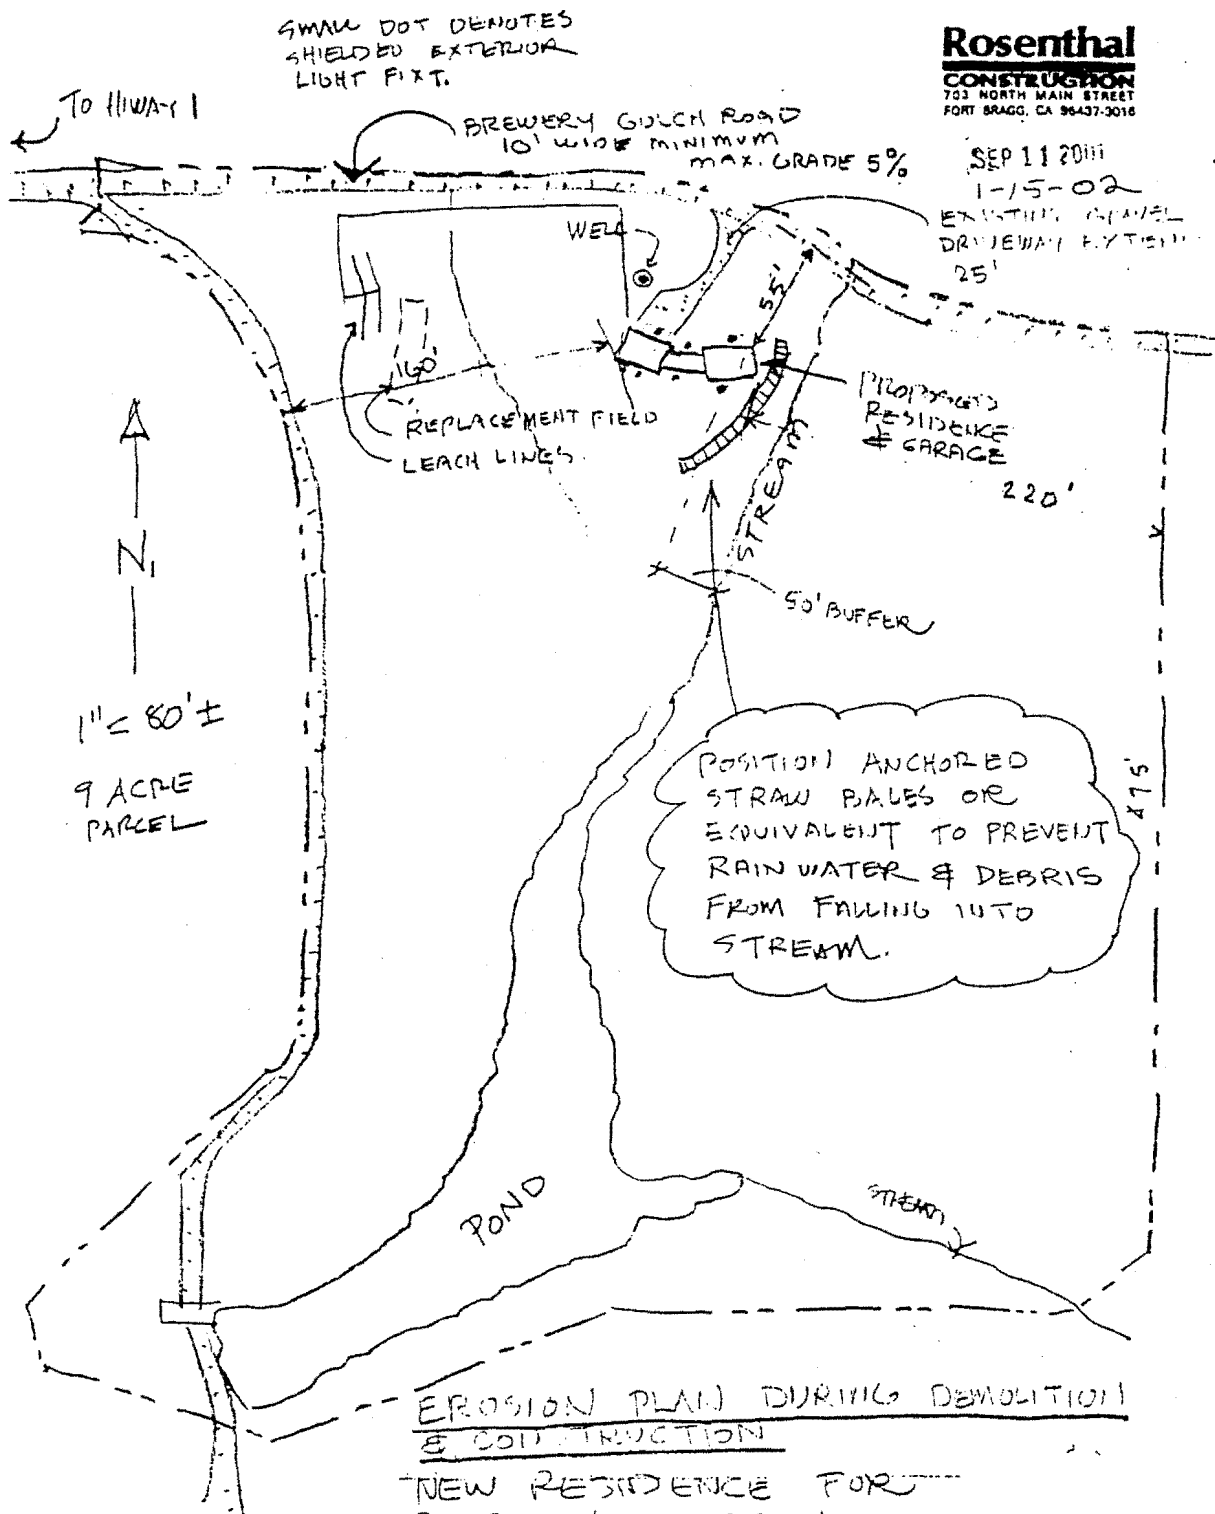 SMALL DOT DENOTES
SHIELDED EXTERIOR
LIGHT FIXT.
Rosenthal
CONSTRUCTION
703 NORTH MAIN STREET
FORT BRAGG, CA 95437-3016
TO HIWAY 1
BREWERY GULCH ROAD
10' WIDE MINIMUM
MAX. GRADE 5%
SEP 11
1-15-02
EXISTING GRAVEL
DRIVEWAY
25'
WELL
55'
160'
PROPOSED
RESIDENCE
& GARAGE
REPLACEMENT FIELD
LEACH LINES.
220'
STREAM
N
50' BUFFER
1" = 80' ±
9 ACRE
PARCEL
POSITION ANCHORED
STRAW BALES OR
EQUIVALENT TO PREVENT
RAIN WATER & DEBRIS
FROM FALLING INTO
STREAM.
475'
POND
STREAM
EROSION PLAN DURING DEMOLITION
& CONSTRUCTION
NEW RESIDENCE FOR